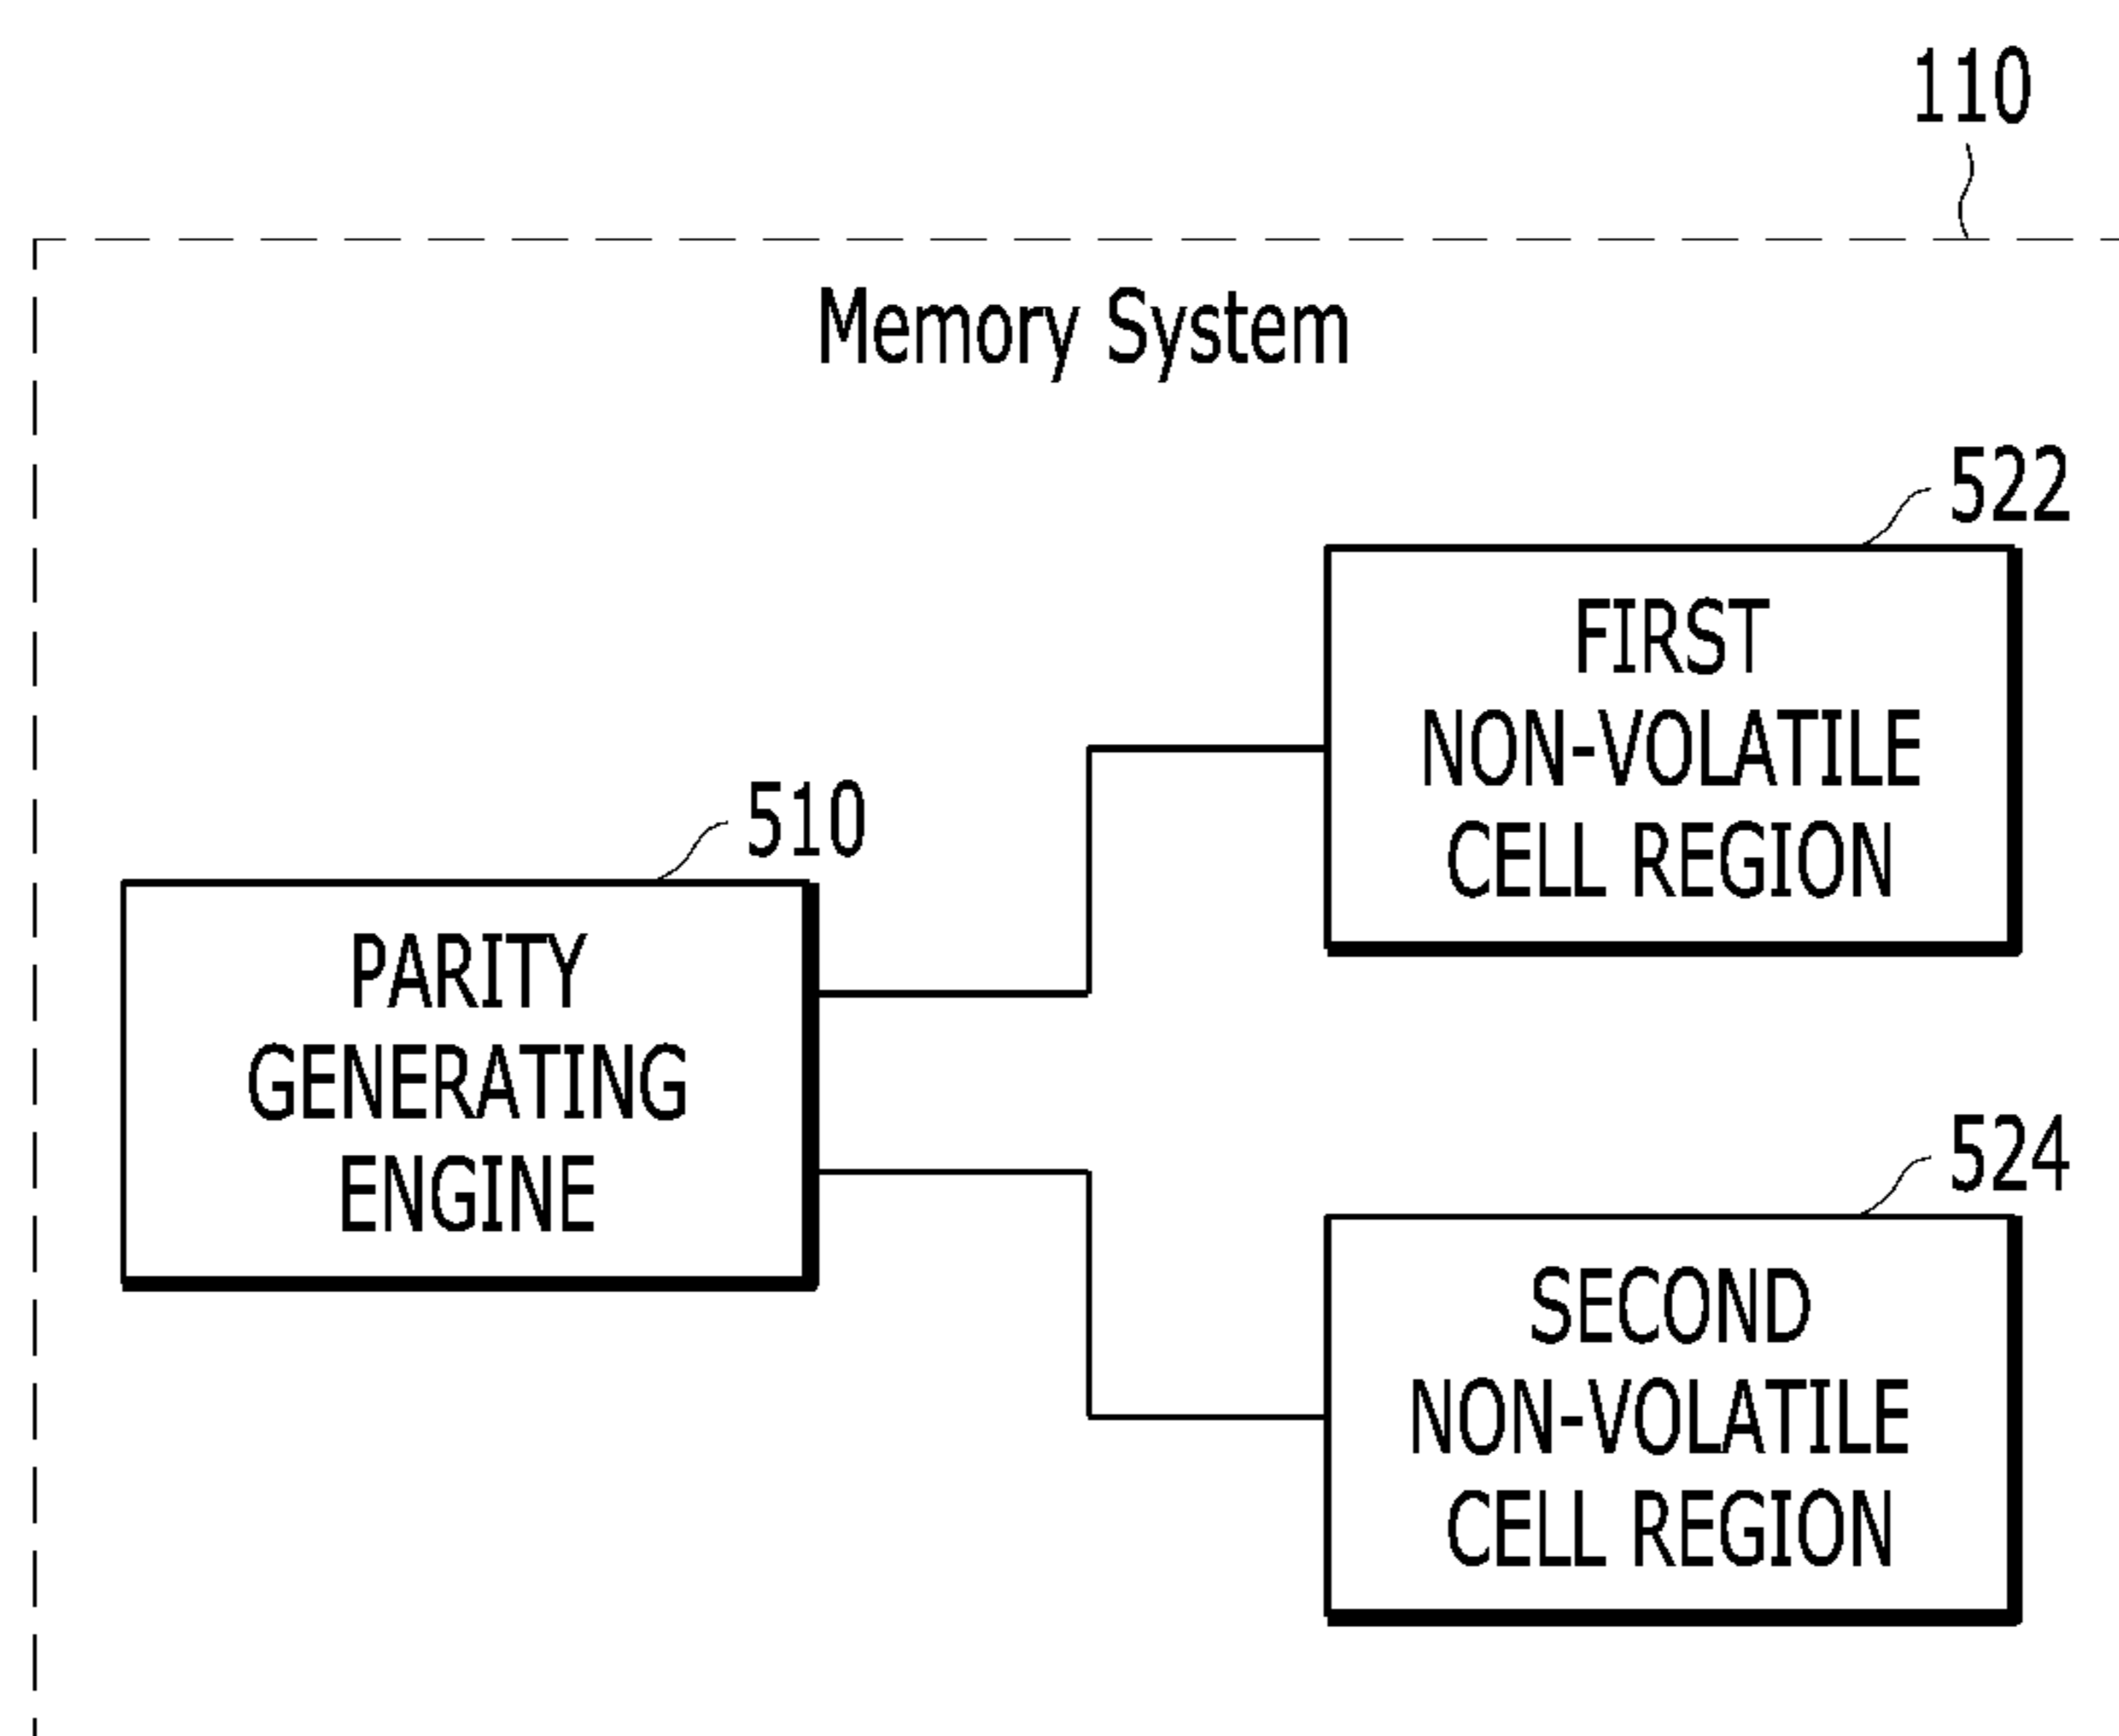 110
Memory System
522
FIRST
NON-VOLATILE
CELL REGION
510
PARITY
GENERATING
ENGINE
524
SECOND
NON-VOLATILE
CELL REGION